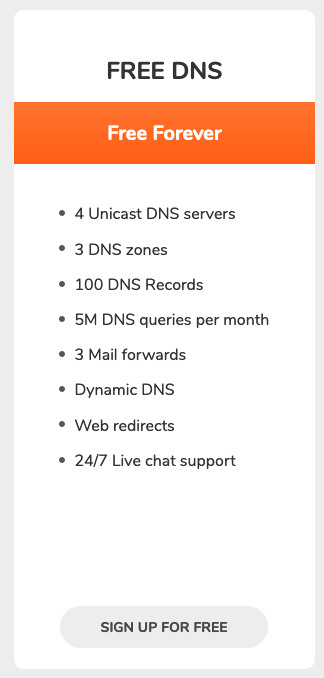 FREE DNS
Free Forever
4 Unicast DNS servers
3 DNS zones
100 DNS Records
5M DNS queries per month
3 Mail forwards
Dynamic DNS
Web redirects
24/7 Live chat support
SIGN UP FOR FREE